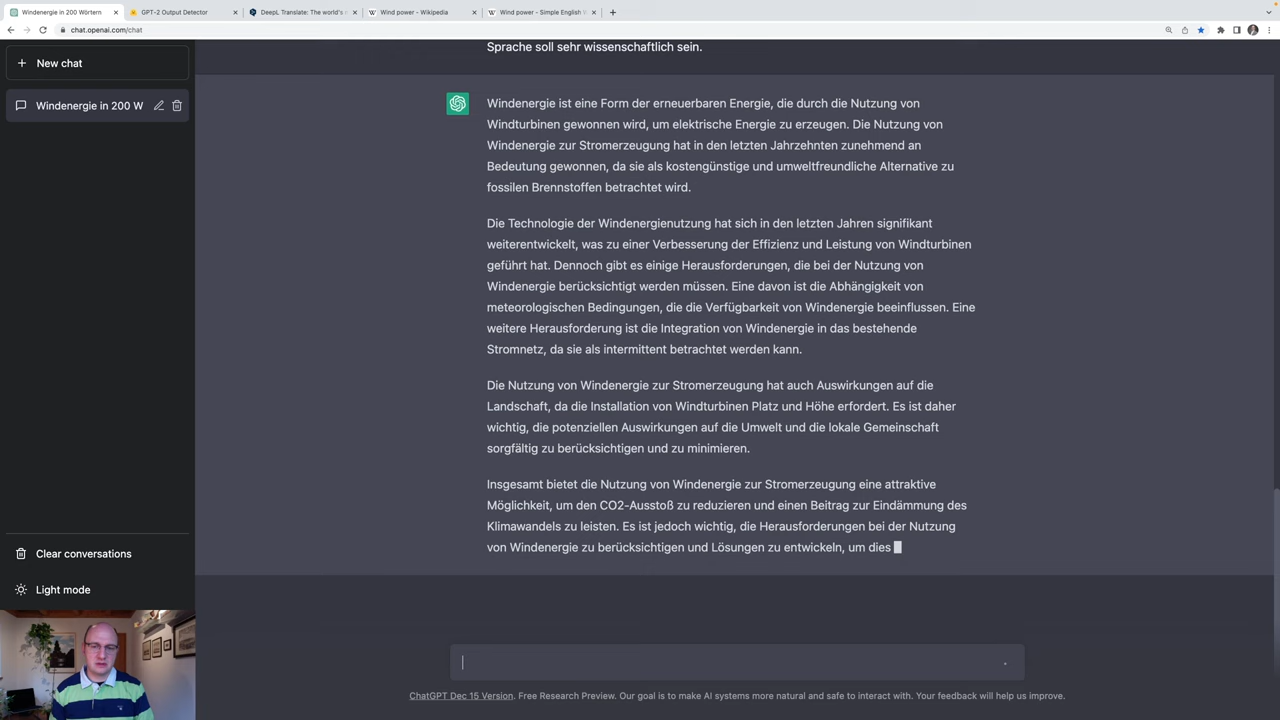 Windenergie in 200 Wörtern
GPT-2 Output Detector
DeepL Translate: The world's
Wind power - Wikipedia
Wind power - Simple English
chat.openai.com/chat
New chat
Windenergie in 200 W
Sprache soll sehr wissenschaftlich sein.
Windenergie ist eine Form der erneuerbaren Energie, die durch die Nutzung von
Windturbinen gewonnen wird, um elektrische Energie zu erzeugen. Die Nutzung von
Windenergie zur Stromerzeugung hat in den letzten Jahrzehnten zunehmend an
Bedeutung gewonnen, da sie als kostengünstige und umweltfreundliche Alternative zu
fossilen Brennstoffen betrachtet wird.
Die Technologie der Windenergienutzung hat sich in den letzten Jahren signifikant
weiterentwickelt, was zu einer Verbesserung der Effizienz und Leistung von Windturbinen
geführt hat. Dennoch gibt es einige Herausforderungen, die bei der Nutzung von
Windenergie berücksichtigt werden müssen. Eine davon ist die Abhängigkeit von
meteorologischen Bedingungen, die die Verfügbarkeit von Windenergie beeinflussen. Eine
weitere Herausforderung ist die Integration von Windenergie in das bestehende
Stromnetz, da sie als intermittent betrachtet werden kann.
Die Nutzung von Windenergie zur Stromerzeugung hat auch Auswirkungen auf die
Landschaft, da die Installation von Windturbinen Platz und Höhe erfordert. Es ist daher
wichtig, die potenziellen Auswirkungen auf die Umwelt und die lokale Gemeinschaft
sorgfältig zu berücksichtigen und zu minimieren.
Insgesamt bietet die Nutzung von Windenergie zur Stromerzeugung eine attraktive
Möglichkeit, um den CO2-Ausstoß zu reduzieren und einen Beitrag zur Eindämmung des
Klimawandels zu leisten. Es ist jedoch wichtig, die Herausforderungen bei der Nutzung
von Windenergie zu berücksichtigen und Lösungen zu entwickeln, um dies
Clear conversations
Light mode
ChatGPT Dec 15 Version. Free Research Preview. Our goal is to make AI systems more natural and safe to interact with. Your feedback will help us improve.